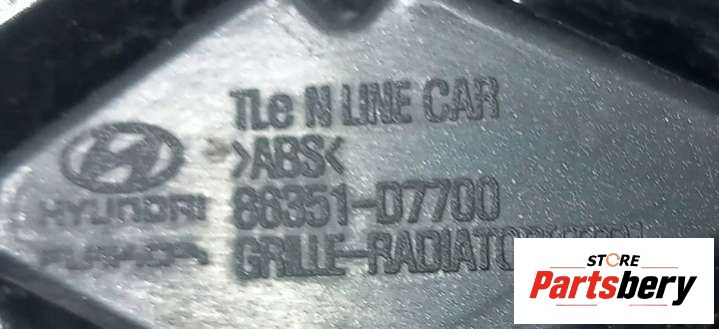 TLe N LINE CAR
>ABS<
HYUNDAI 86351-D7700
GRILLE-RADIATOR
STORE
Partsbery